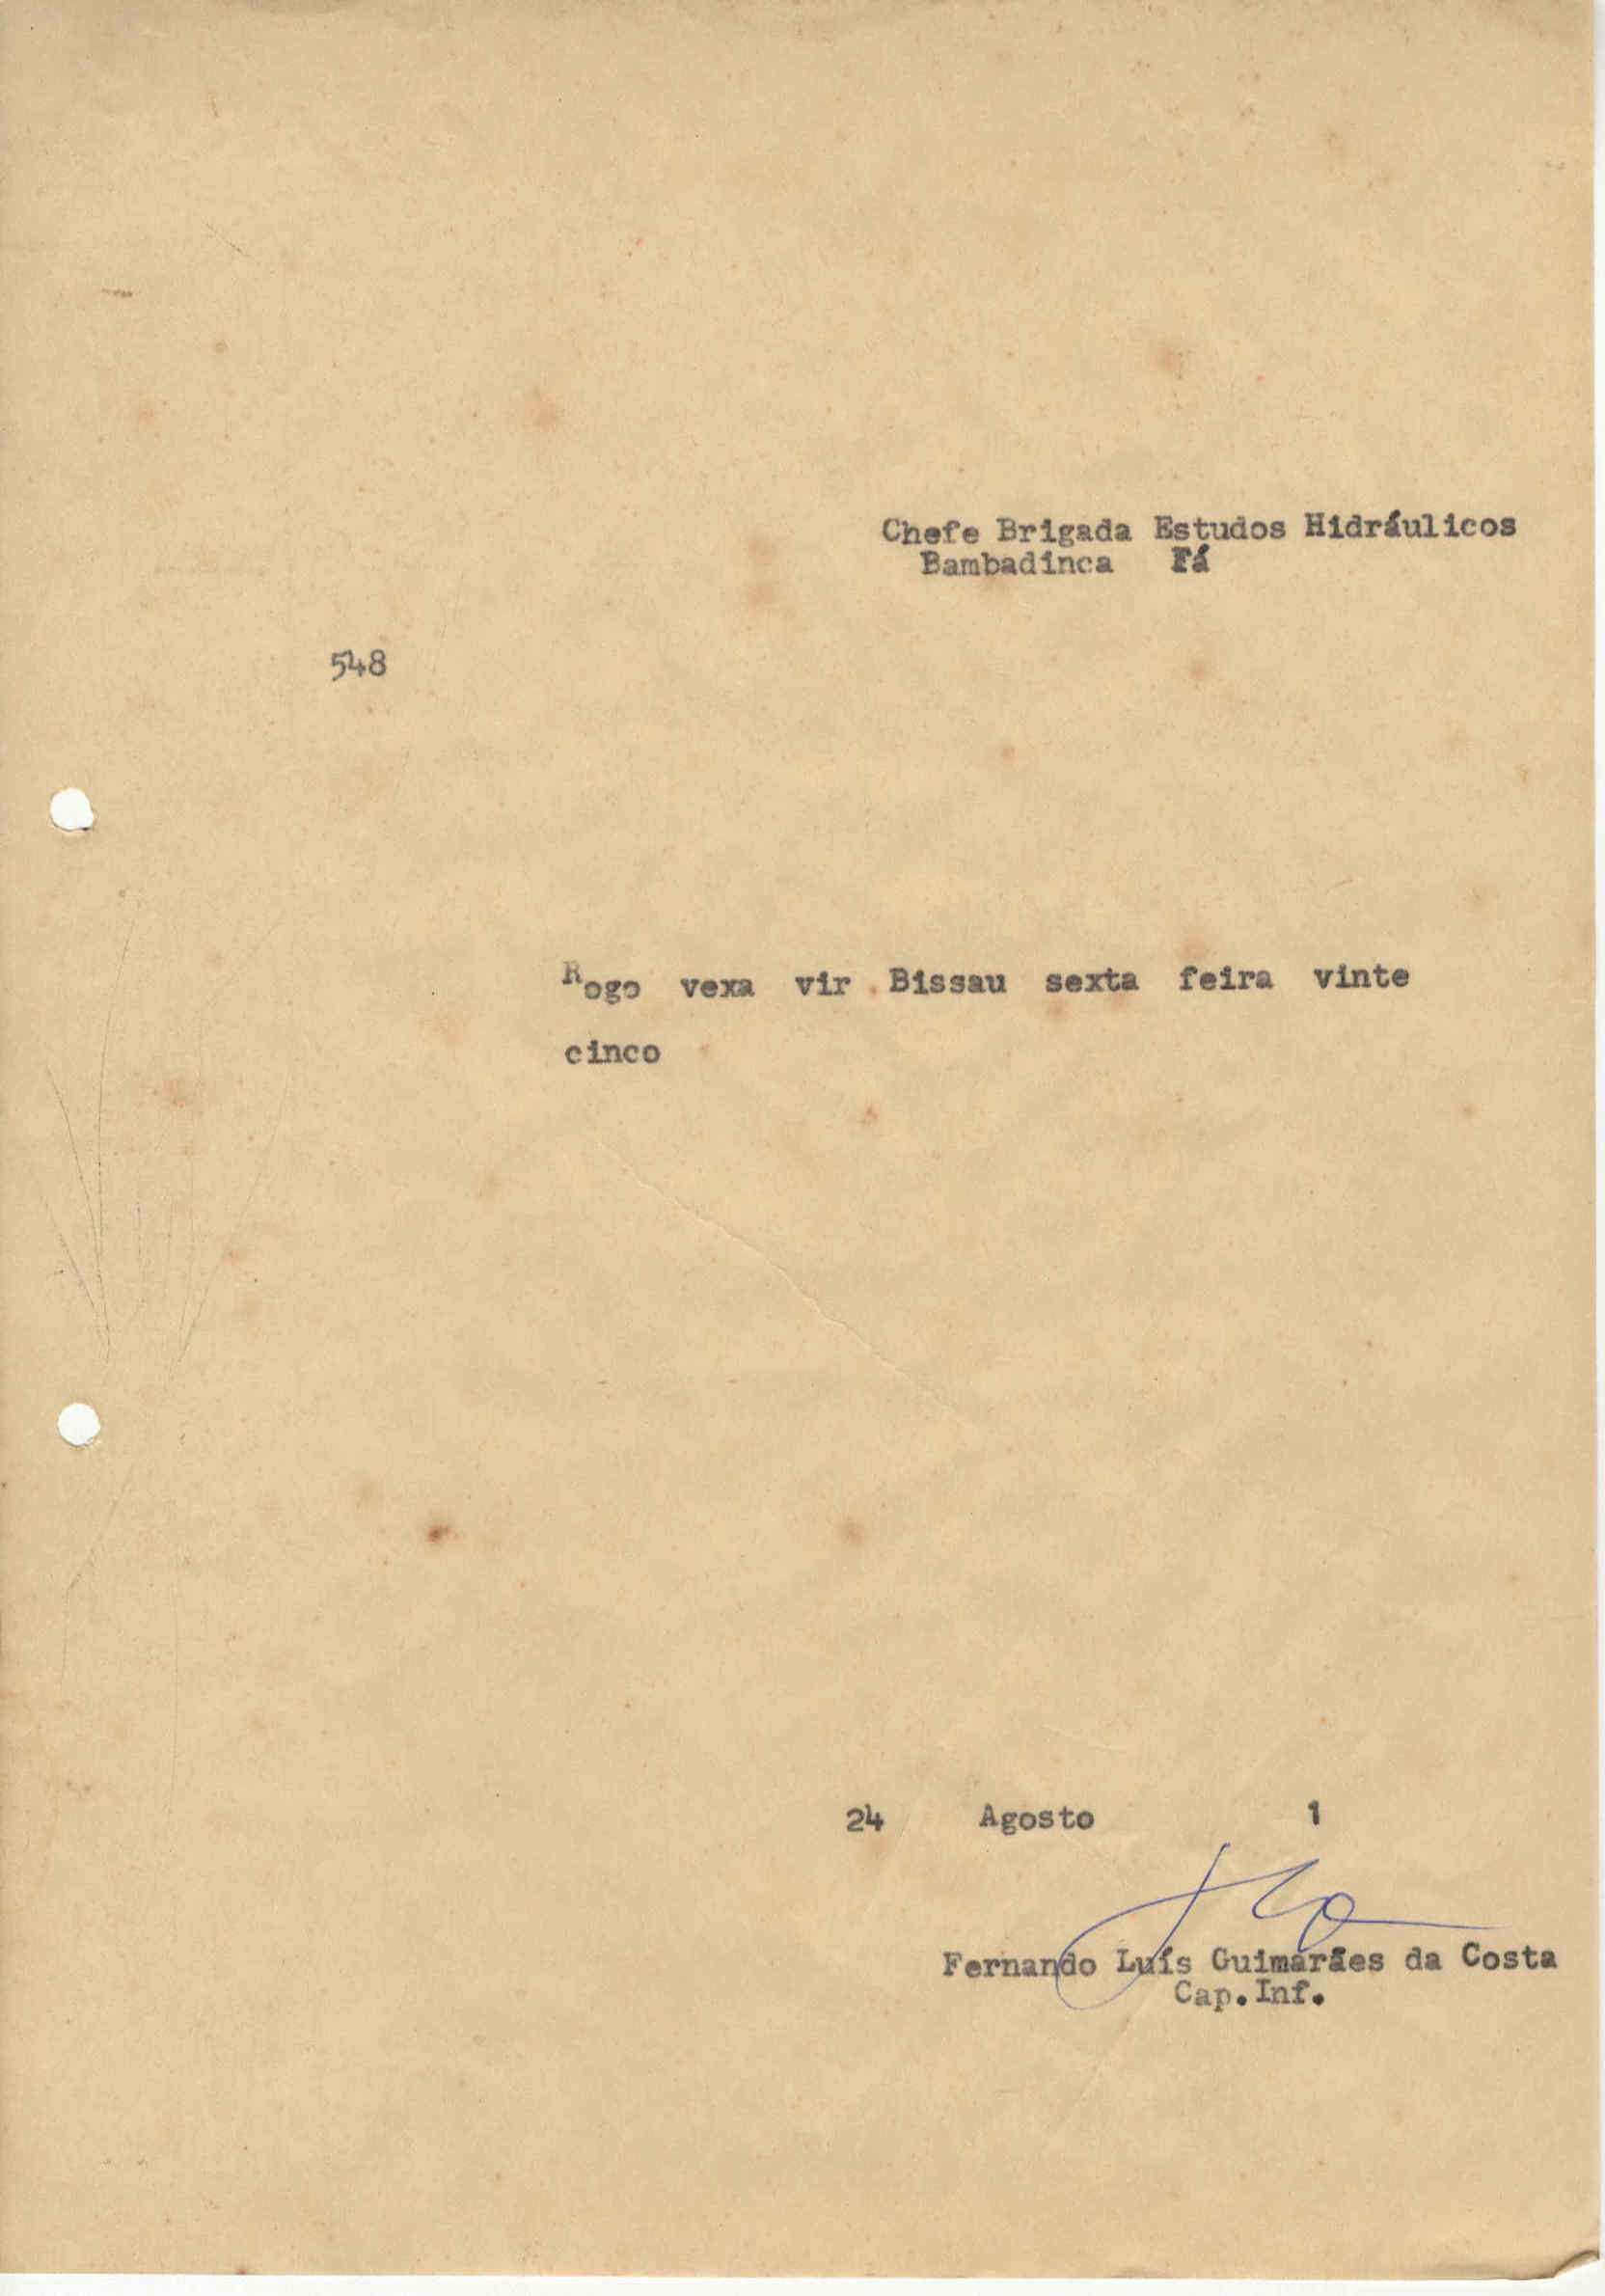 Chefe Brigada Estudos Hidráulicos
Bambadinca Fá
548
Rogo vexa vir Bissau sexta feira vinte
cinco
24 Agosto 1
Fernando Luís Guimarães da Costa
Cap.Inf.